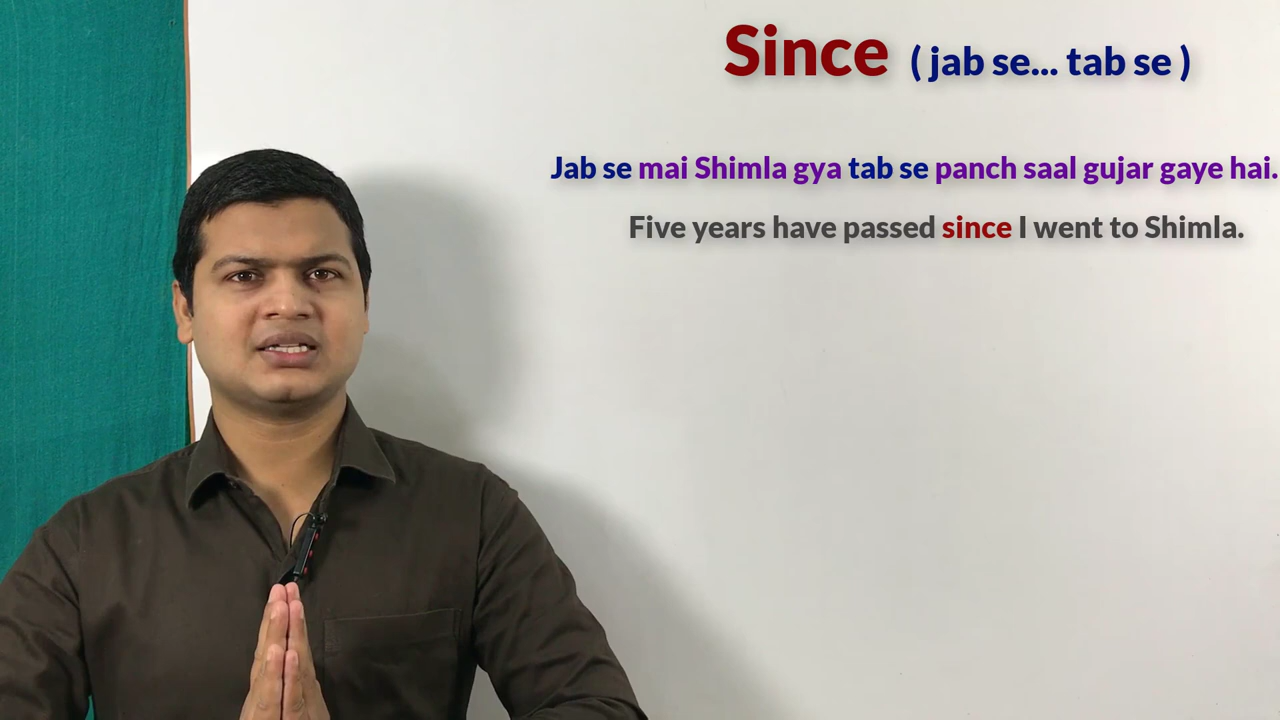 Since ( jab se... tab se )
Jab se mai Shimla gya tab se panch saal gujar gaye hai.
Five years have passed since I went to Shimla.